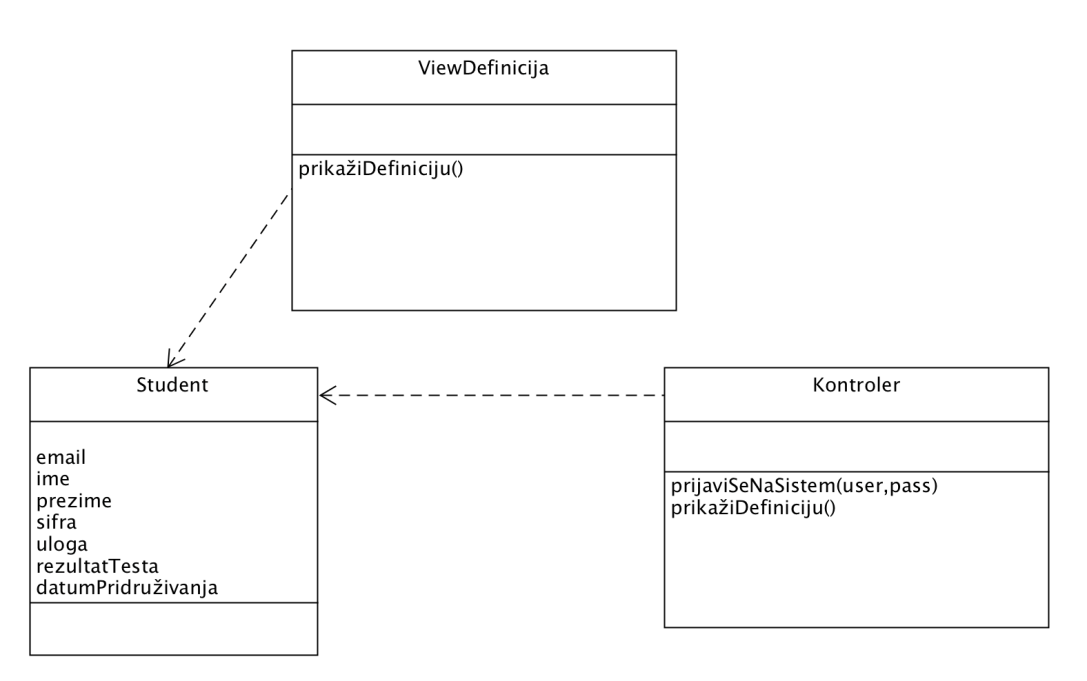 ViewDefinicija
prikažiDefiniciju()
Student
email
ime
prezime
sifra
uloga
rezultatTesta
datumPridruživanja
Kontroler
prijaviSeNaSistem(user,pass)
prikažiDefiniciju()